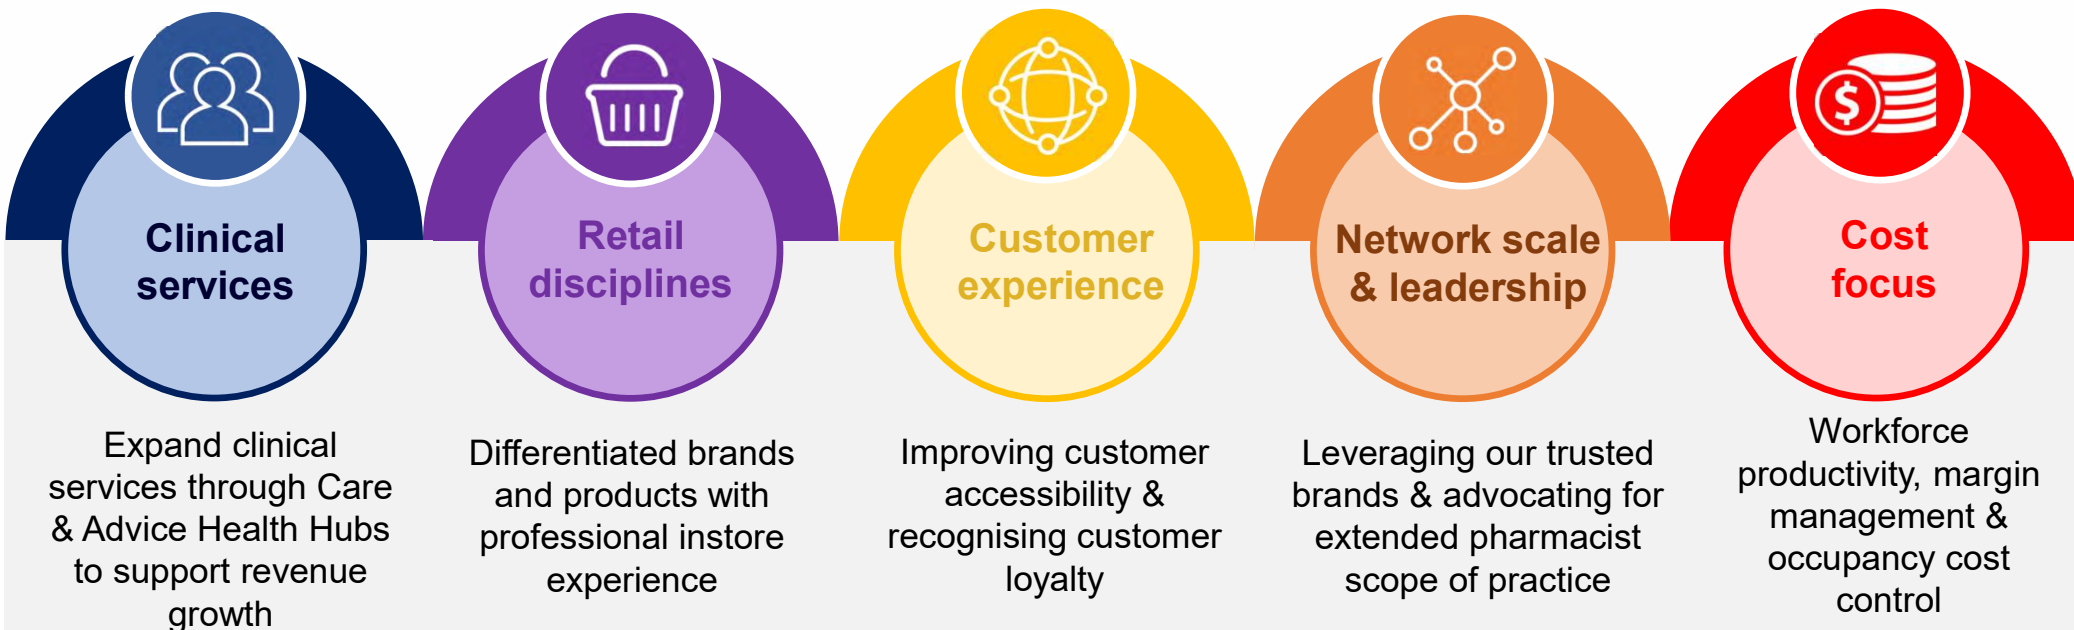 $
Clinical
services
Expand clinical
services through Care
& Advice Health Hubs
to support revenue
growth
Retail
disciplines
Differentiated brands
and products with
professional instore
experience
Customer
experience
Improving customer
accessibility &
recognising customer
loyalty
Network scale
& leadership
Leveraging our trusted
brands & advocating for
extended pharmacist
scope of practice
Cost
focus
Workforce
productivity, margin
management &
occupancy cost
control